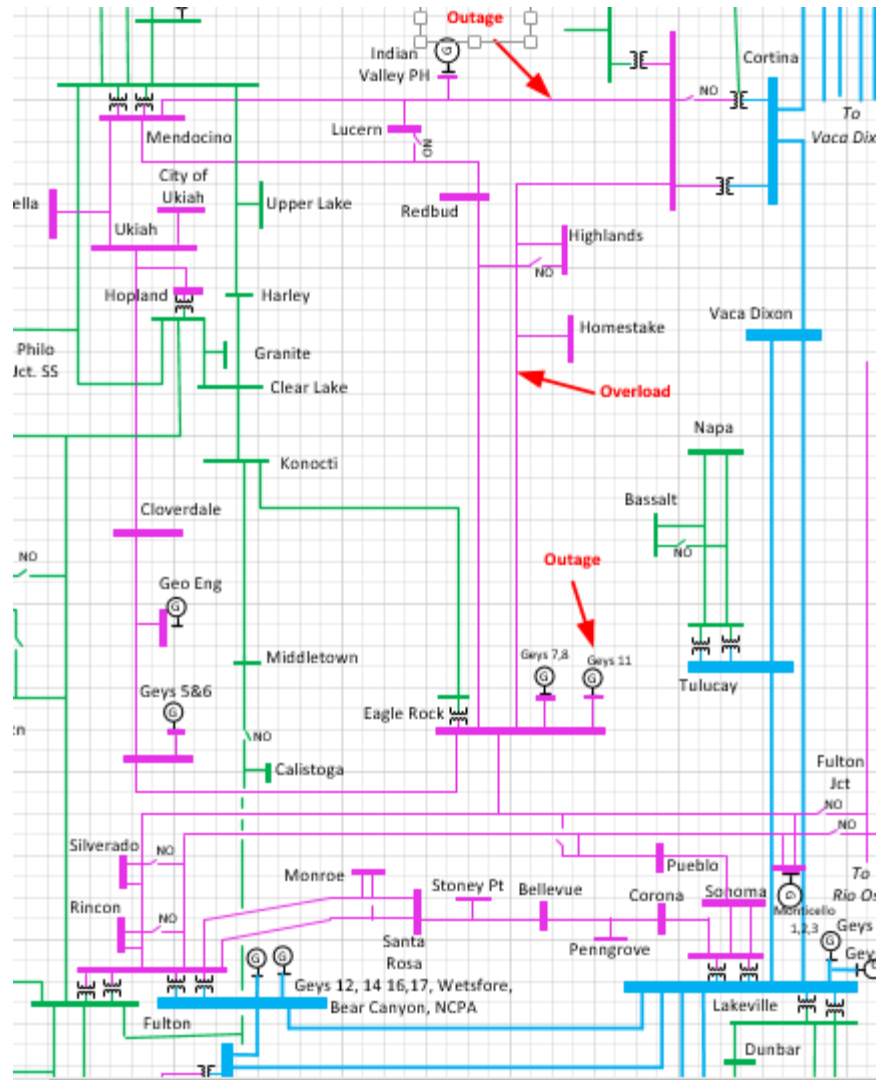 Outage
Indian
Valley PH
G
Cortina
NO
To
Vaca Dix
Mendocino
Lucern
NO
City of
Ukiah
ella
Upper Lake
Redbud
Ukiah
Highlands
NO
Hopland
Harley
Vaca Dixon
Homestake
Philo
Jct. SS
Granite
Clear Lake
Overload
Napa
Konocti
Bassalt
NO
Cloverdale
NO
Outage
Geo Eng
G
Middletown
Geys 7,8
Geys 11
G
G
Geys 5&6
G
Tulucay
Eagle Rock
NO
Calistoga
Fulton
Jct
NO
NO
Silverado
NO
Pueblo
Monroe
Stoney Pt
Bellevue
Corona
Sonoma
To
Rio Os
G
Monticello
1,2,3
Rincon
NO
Geys
G
Gey
G
Penngrove
Santa
Rosa
G
G
Geys 12, 14 16,17, Wetsfore,
Bear Canyon, NCPA
Lakeville
Fulton
Dunbar